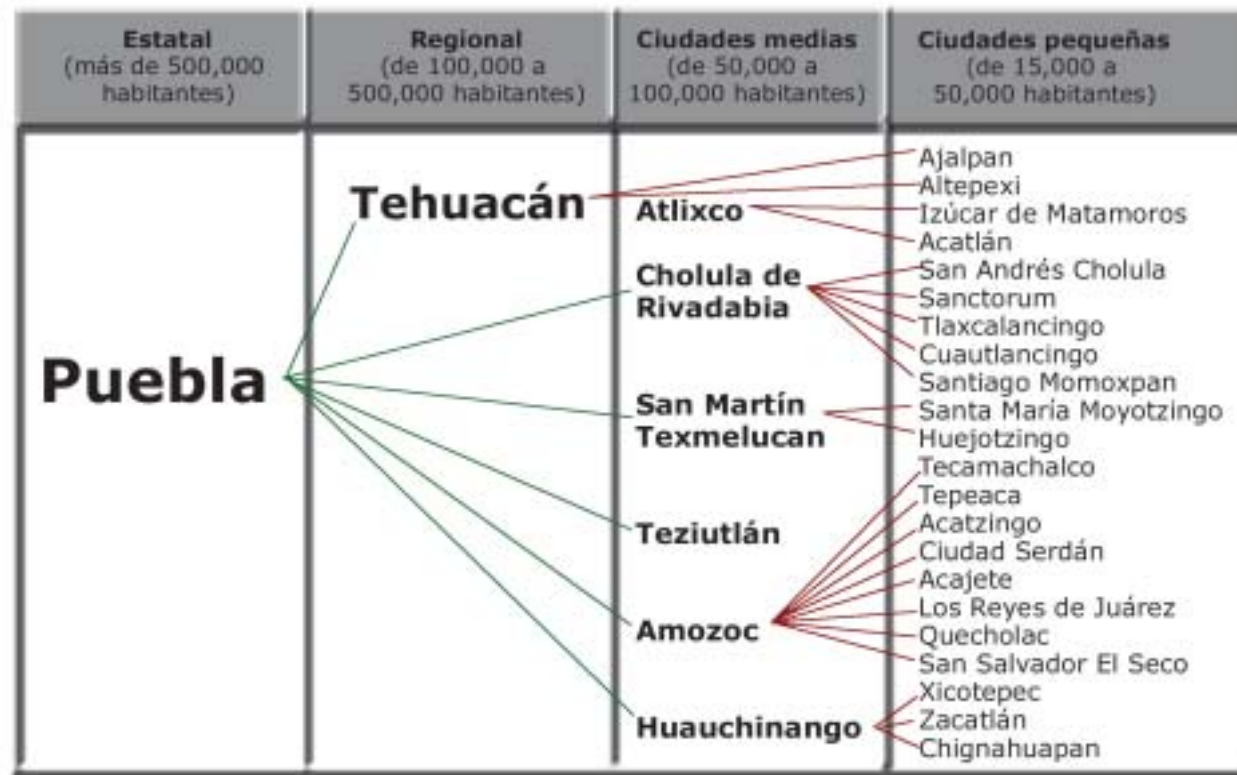 Estatal
(más de 500,000
habitantes)
Regional
(de 100,000 a
500,000 habitantes)
Ciudades medias
(de 50,000 a
100,000 habitantes)
Ciudades pequeñas
(de 15,000 a
50,000 habitantes)
Puebla
Tehuacán
Atlixco
Cholula de
Rivadabia
San Martín
Texmelucan
Teziutlán
Amozoc
Huauchinango
Ajalpan
Altepexi
Izúcar de Matamoros
Acatlán
San Andrés Cholula
Sanctorum
Tlaxcalancingo
Cuautlancingo
Santiago Momoxpan
Santa María Moyotzingo
Huejotzingo
Tecamachalco
Tepeaca
Acatzingo
Ciudad Serdán
Acajete
Los Reyes de Juárez
Quecholac
San Salvador El Seco
Xicotepec
Zacatlán
Chignahuapan